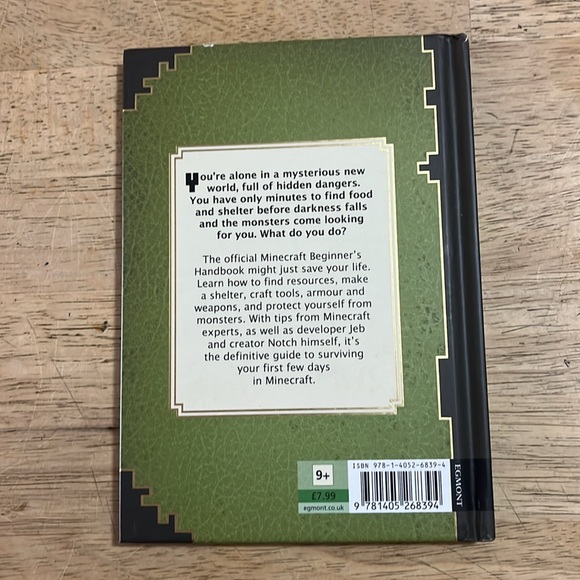 You're alone in a mysterious new
world, full of hidden dangers.
You have only minutes to find food
and shelter before darkness falls
and the monsters come looking
for you. What do you do?
The official Minecraft Beginner's
Handbook might just save your life.
Learn how to find resources, make
a shelter, craft tools, armour and
weapons, and protect yourself from
monsters. With tips from Minecraft
experts, as well as developer Jeb
and creator Notch himself, it's
the definitive guide to surviving
your first few days
in Minecraft.
9+
£7.99
egmont.co.uk
ISBN 978-1-4052-6839-4
9 781405 268394
EGMONT